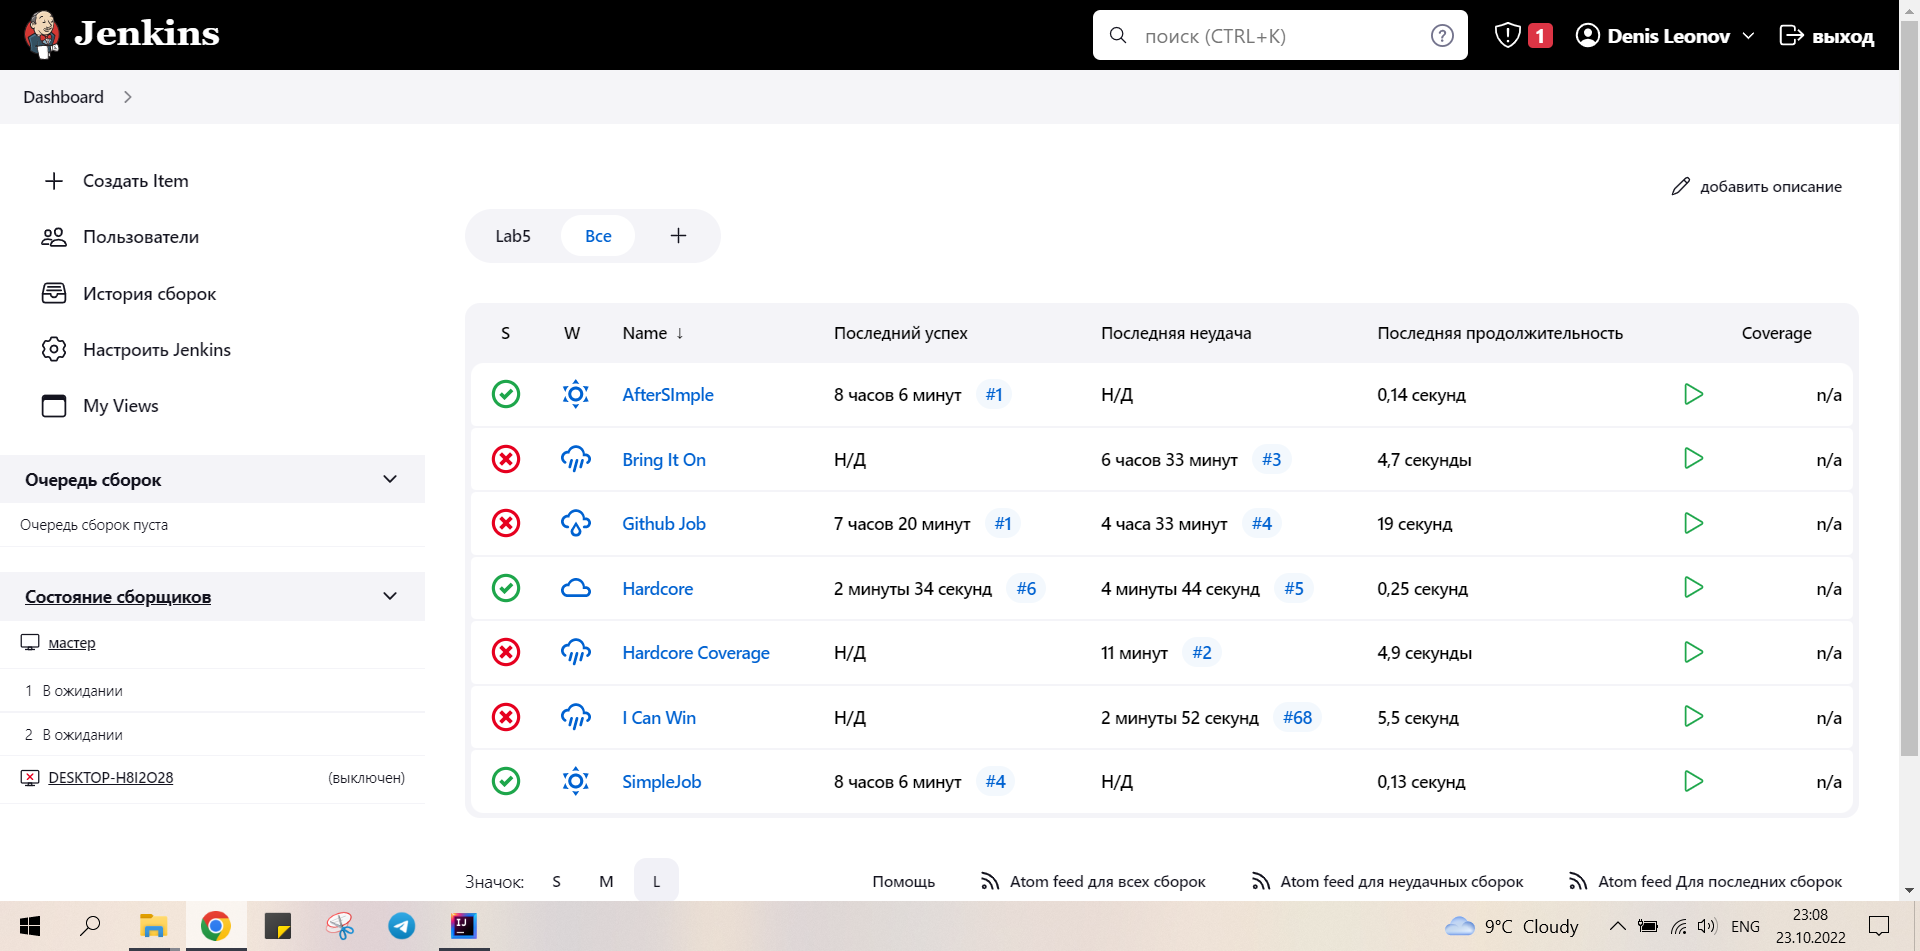 Jenkins
поиск (CTRL+K)
1
Denis Leonov
выход
Dashboard
Создать Item
Пользователи
История сборок
Настроить Jenkins
My Views
Очередь сборок
Очередь сборок пуста
Состояние сборщиков
мастер
1 В ожидании
2 В ожидании
DESKTOP-H8I2O28 (выключен)
добавить описание
Lab5 Все +
S W Name ↓ Последний успех Последняя неудача Последняя продолжительность Coverage
AfterSImple 8 часов 6 минут #1 Н/Д 0,14 секунд n/a
Bring It On Н/Д 6 часов 33 минут #3 4,7 секунды n/a
Github Job 7 часов 20 минут #1 4 часа 33 минут #4 19 секунд n/a
Hardcore 2 минуты 34 секунд #6 4 минуты 44 секунд #5 0,25 секунд n/a
Hardcore Coverage Н/Д 11 минут #2 4,9 секунды n/a
I Can Win Н/Д 2 минуты 52 секунд #68 5,5 секунд n/a
SimpleJob 8 часов 6 минут #4 Н/Д 0,13 секунд n/a
Значок: S M L
Помощь
Atom feed для всех сборок
Atom feed для неудачных сборок
Atom feed Для последних сборок
IJ
9°C Cloudy
ENG
23:08
23.10.2022